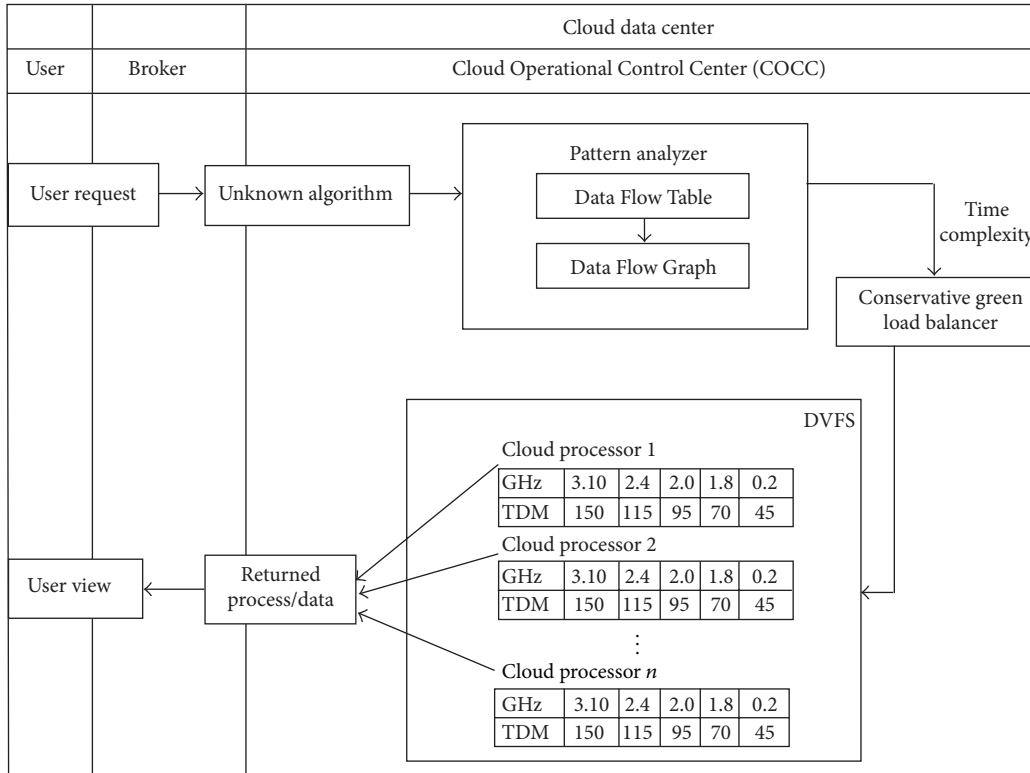 Cloud data center
User Broker Cloud Operational Control Center (COCC)
Pattern analyzer
User request
Unknown algorithm
Data Flow Table
Data Flow Graph
Time
complexity
Conservative green
load balancer
DVFS
Cloud processor 1
GHz 3.10 2.4 2.0 1.8 0.2
TDM 150 115 95 70 45
Cloud processor 2
GHz 3.10 2.4 2.0 1.8 0.2
TDM 150 115 95 70 45
⋮
Cloud processor n
GHz 3.10 2.4 2.0 1.8 0.2
TDM 150 115 95 70 45
Returned
process/data
User view